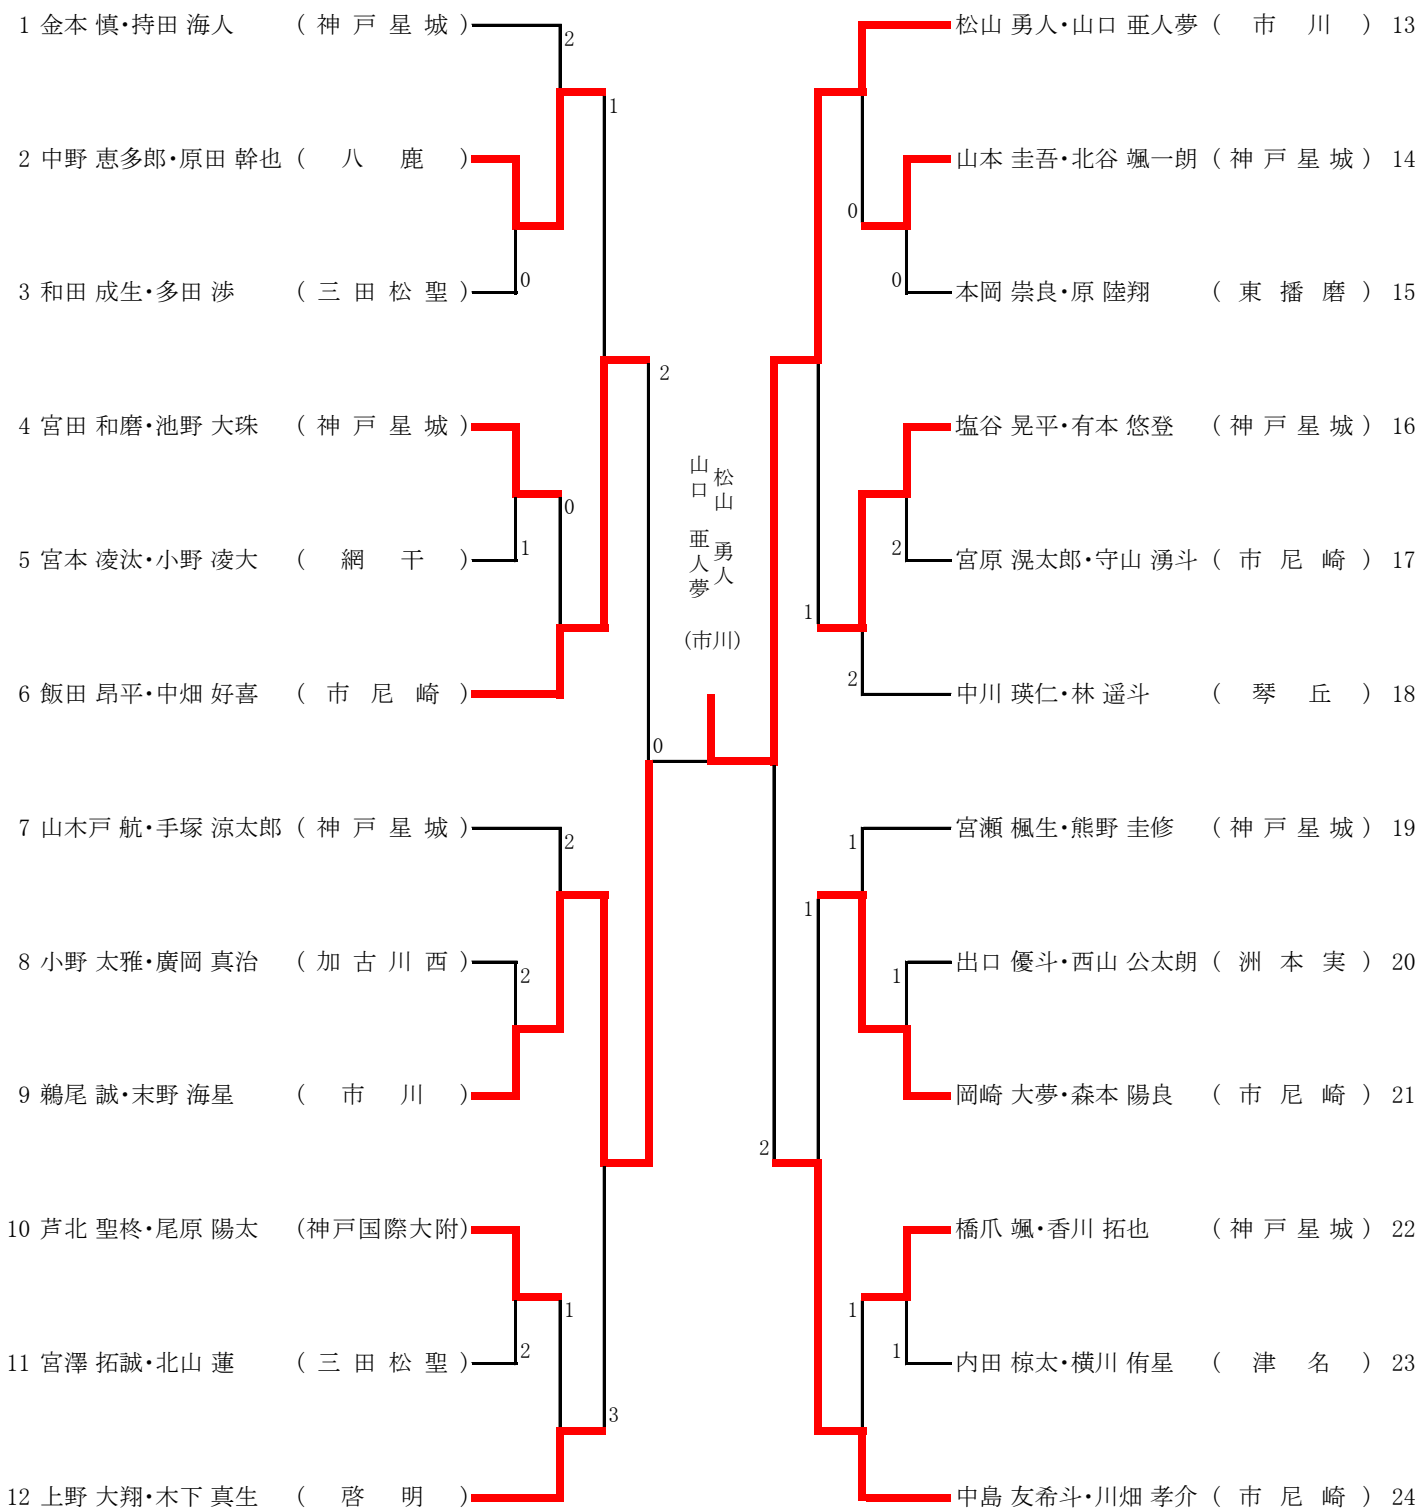 1 金本 慎・持田 海人 (神戸星城)
2
1
2 中野 恵多郎・原田 幹也 (八鹿)
0
3 和田 成生・多田 渉 (三田松聖)
2
4 宮田 和磨・池野 大珠 (神戸星城)
0
1
5 宮本 凌汰・小野 凌大 (網干)
6 飯田 昂平・中畑 好喜 (市尼崎)
0
7 山木戸 航・手塚 涼太郎 (神戸星城)
2
8 小野 太雅・廣岡 真治 (加古川西)
2
9 鵜尾 誠・末野 海星 (市川)
10 芦北 聖柊・尾原 陽太 (神戸国際大附)
1
2
11 宮澤 拓誠・北山 蓮 (三田松聖)
3
12 上野 大翔・木下 真生 (啓明)
松山 勇人
山口 亜人夢
(市川)
松山 勇人・山口 亜人夢 (市川) 13
山本 圭吾・北谷 颯一朗 (神戸星城) 14
0
0
本岡 崇良・原 陸翔 (東播磨) 15
塩谷 晃平・有本 悠登 (神戸星城) 16
2
宮原 滉太郎・守山 湧斗 (市尼崎) 17
1
2
中川 瑛仁・林 遥斗 (琴丘) 18
宮瀬 楓生・熊野 圭修 (神戸星城) 19
1
1
出口 優斗・西山 公太朗 (洲本実) 20
1
岡崎 大夢・森本 陽良 (市尼崎) 21
2
橋爪 颯・香川 拓也 (神戸星城) 22
1
1
内田 椋太・横川 侑星 (津名) 23
中島 友希斗・川畑 孝介 (市尼崎) 24